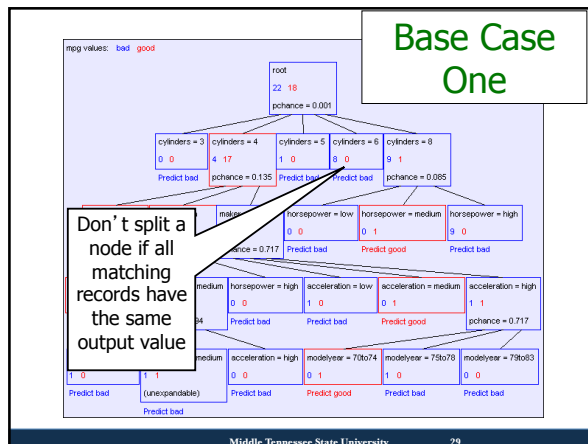 Base Case
One
mpg values: bad good
root
22 18
pchance = 0.001
cylinders = 3
0 0
Predict bad
cylinders = 4
4 17
pchance = 0.135
cylinders = 5
1 0
Predict bad
cylinders = 6
8 0
Predict bad
cylinders = 8
9 1
pchance = 0.085
Don't split a
node if all
matching
records have
the same
output value
horsepower = low
0 0
Predict bad
horsepower = medium
0 1
Predict good
horsepower = high
9 0
Predict bad
horsepower = high
0 0
Predict bad
acceleration = low
1 0
Predict bad
acceleration = medium
0 1
Predict good
acceleration = high
1 1
pchance = 0.717
1 0
Predict bad
1 1
(unexpandable)
Predict bad
acceleration = high
0 0
Predict bad
modelyear = 70to74
0 1
Predict good
modelyear = 75to78
1 0
Predict bad
modelyear = 79to83
0 0
Predict bad
Middle Tennessee State University 29